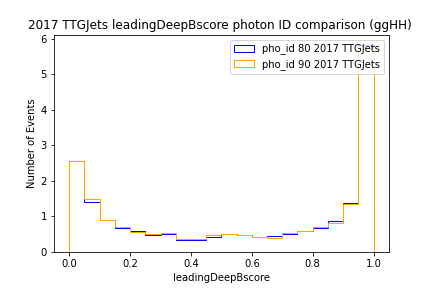 2017 TTGJets leadingDeepBscore photon ID comparison (ggHH)
pho_id 80 2017 TTGJets
pho_id 90 2017 TTGJets
6
5
4
3
2
1
0
Number of Events
0.0 0.2 0.4 0.6 0.8 1.0
leadingDeepBscore